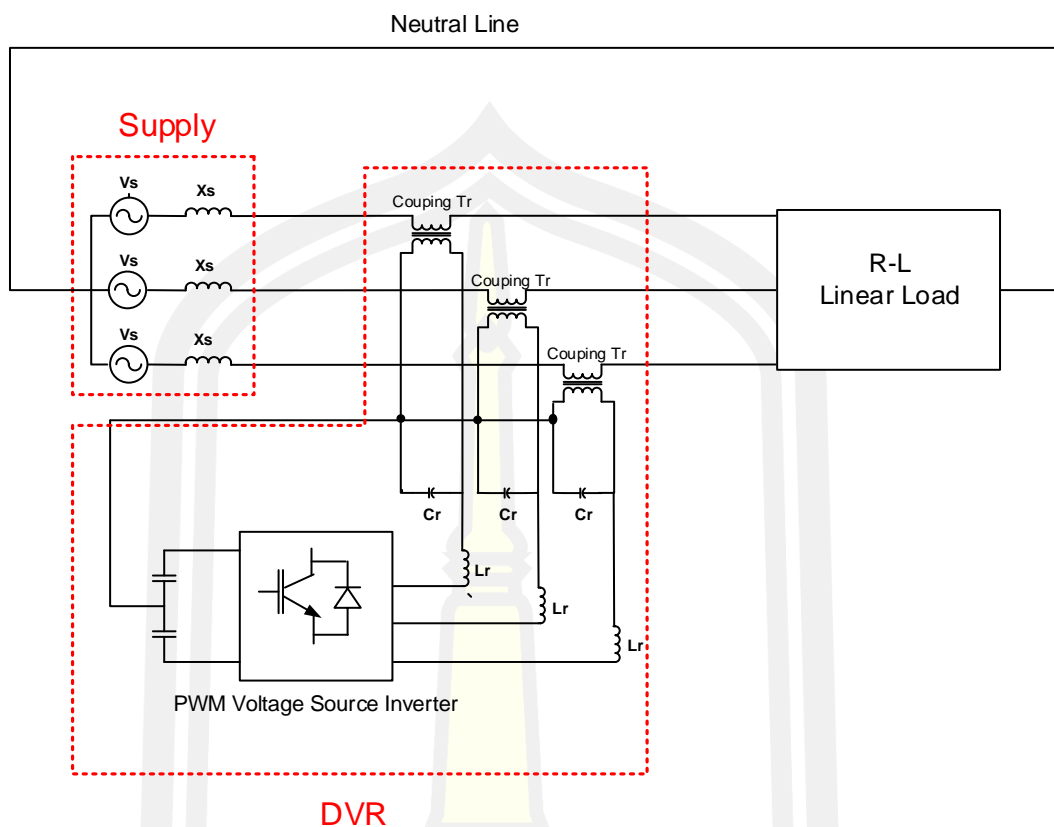 Neutral Line
Supply
Vs
Xs
Couping Tr
R-L
Linear Load
Vs
Xs
Couping Tr
Vs
Xs
Couping Tr
Cr
Cr
Cr
Lr
Lr
Lr
PWM Voltage Source Inverter
DVR